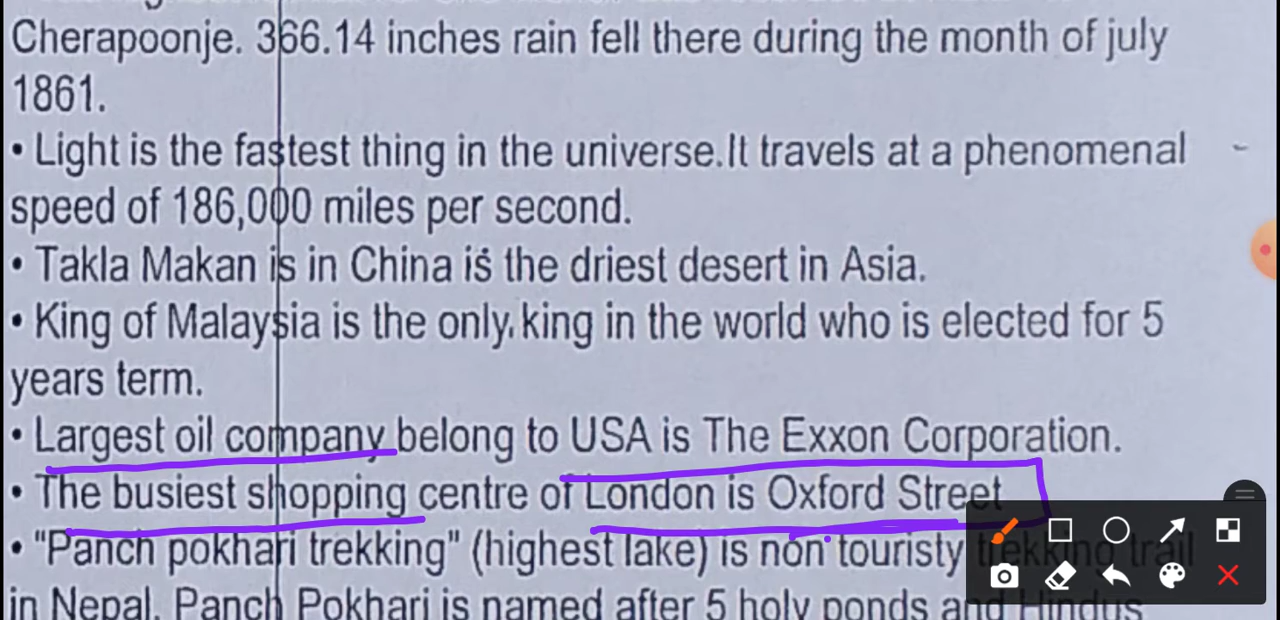 Cherapoonje. 366.14 inches rain fell there during the month of july
1861.
• Light is the fastest thing in the universe.It travels at a phenomenal
speed of 186,000 miles per second.
• Takla Makan is in China is the driest desert in Asia.
• King of Malaysia is the only king in the world who is elected for 5
years term.
• Largest oil company belong to USA is The Exxon Corporation.
• The busiest shopping centre of London is Oxford Street
• "Panch pokhari trekking" (highest lake) is non touristy trekking trail
in Nepal. Panch Pokhari is named after 5 holy ponds and Hindus